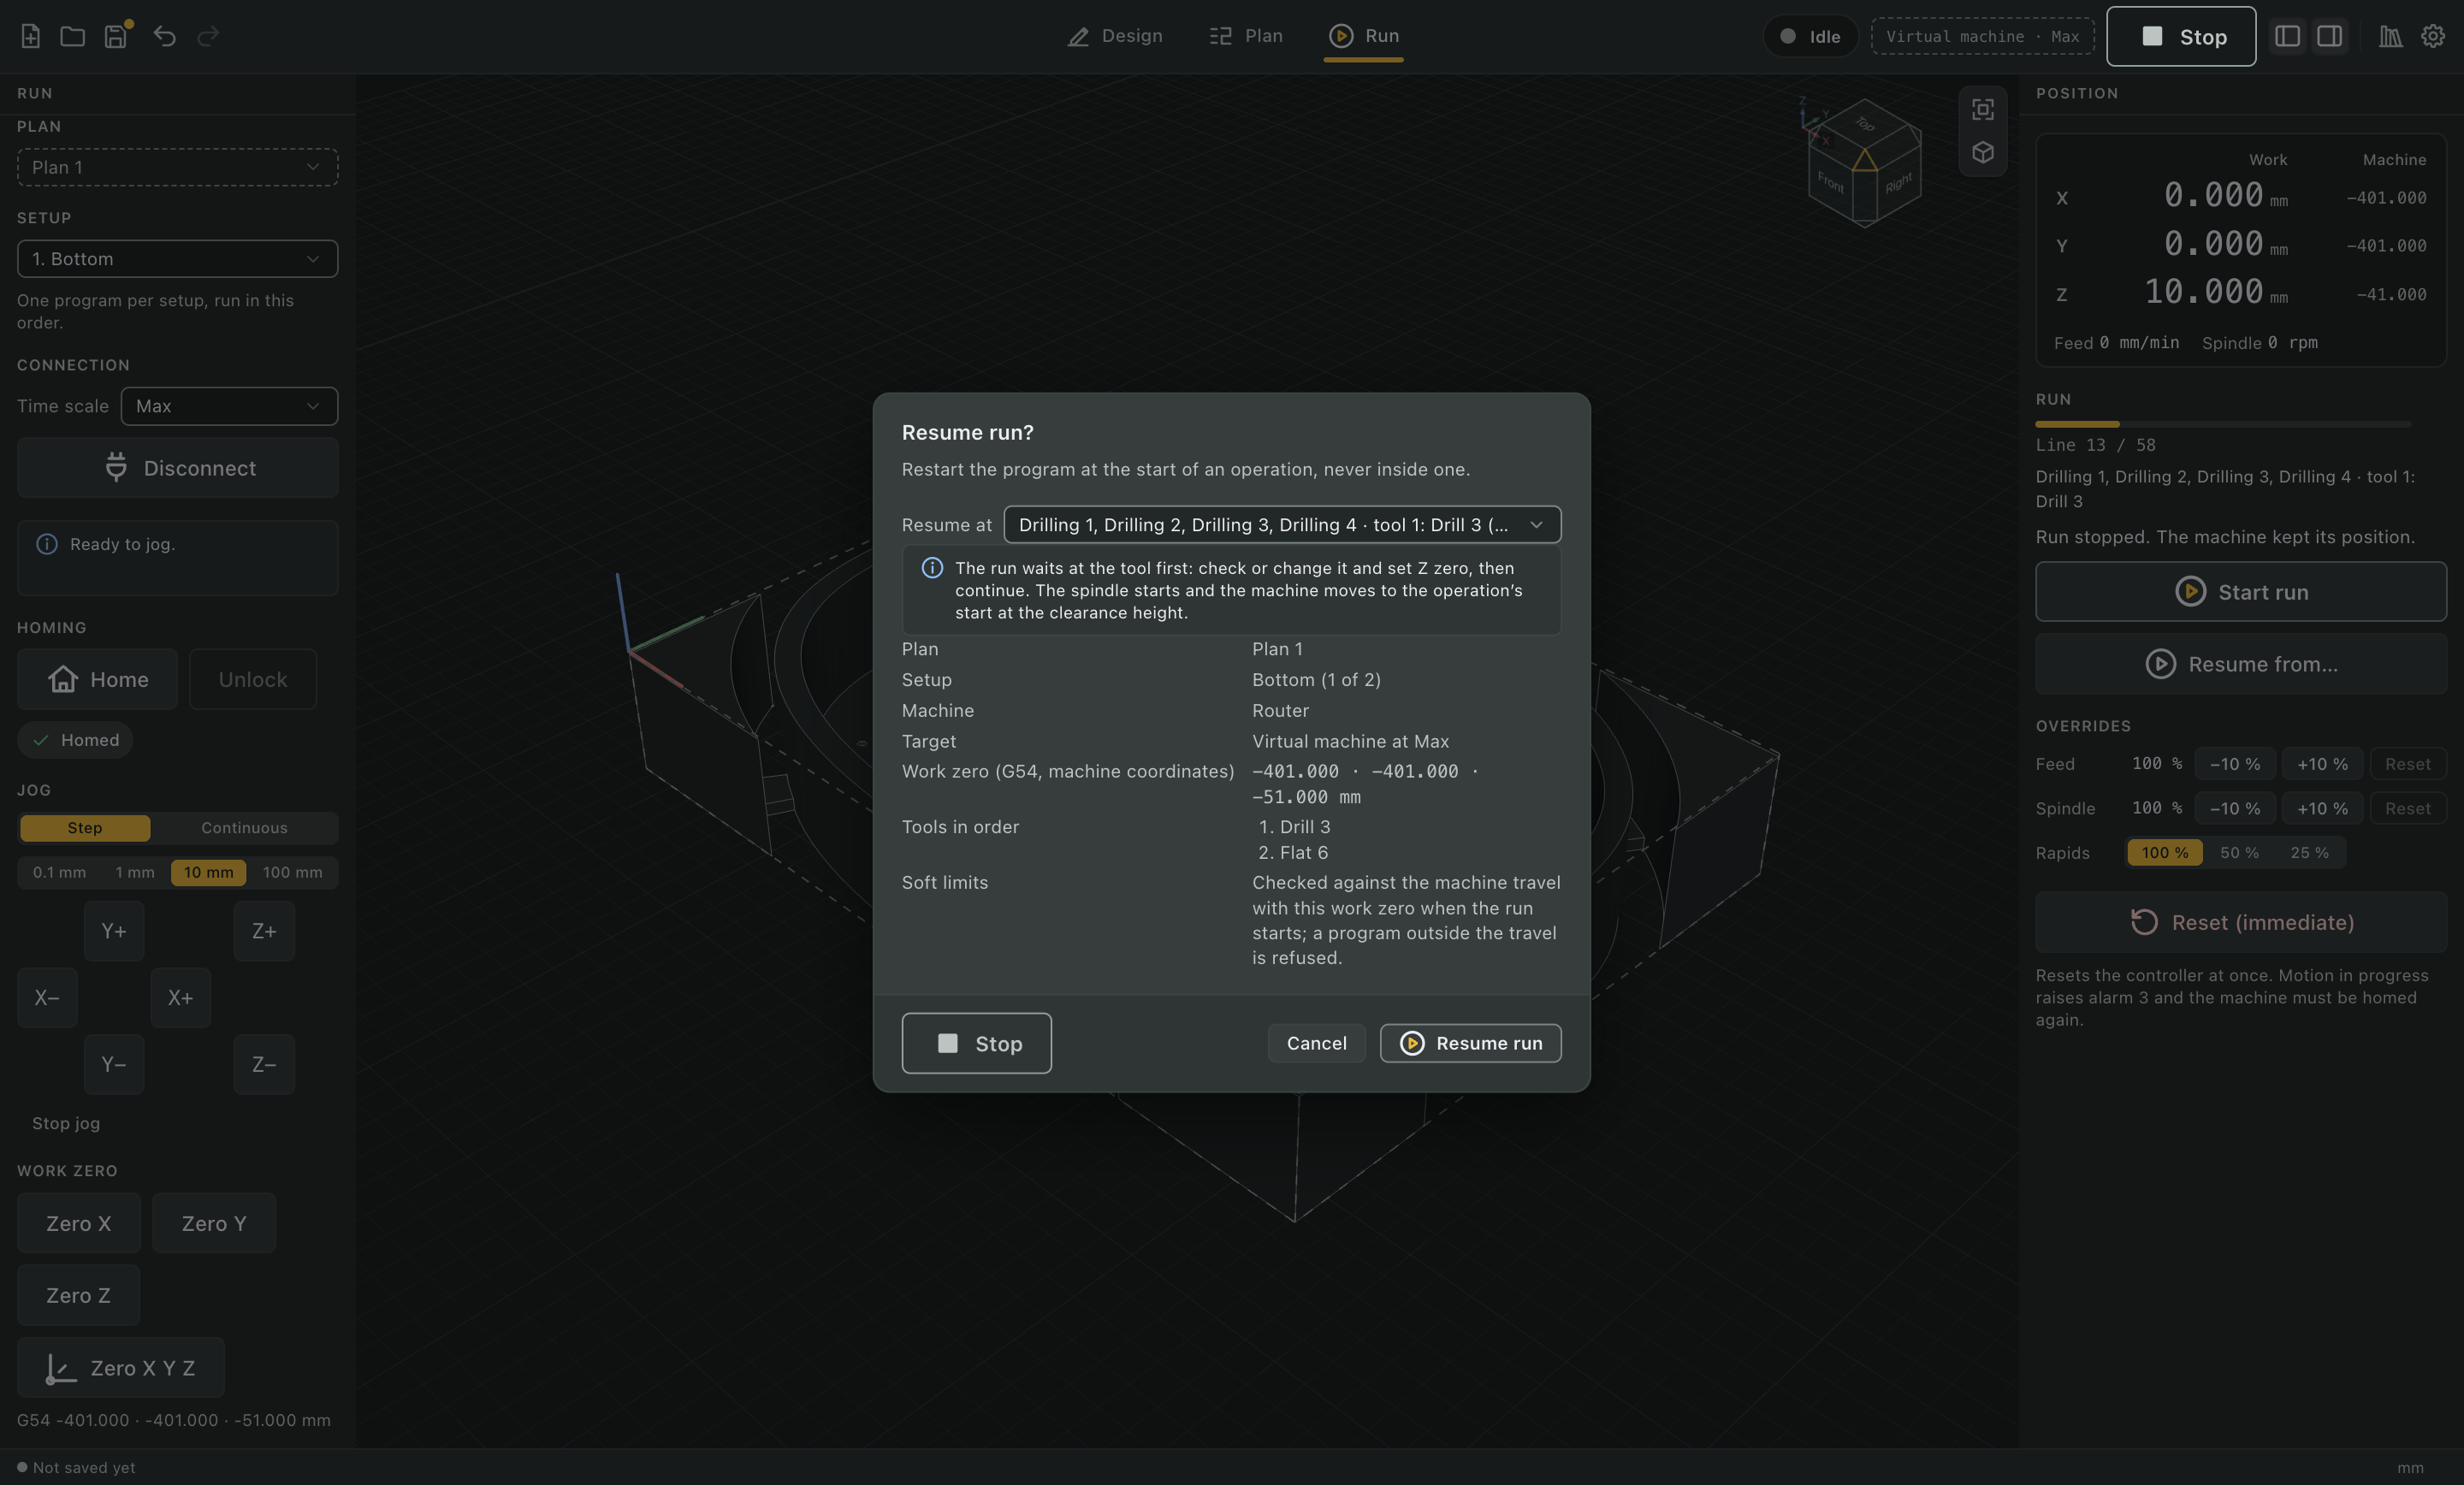 Design
Plan
Run
Idle
Virtual machine · Max
Stop
RUN
PLAN
Plan 1
SETUP
1. Bottom
One program per setup, run in this
order.
CONNECTION
Time scale
Max
Disconnect
Ready to jog.
HOMING
Home
Unlock
Homed
JOG
Step
Continuous
0.1 mm
1 mm
10 mm
100 mm
Y+
Z+
X−
X+
Y−
Z−
Stop jog
WORK ZERO
Zero X
Zero Y
Zero Z
Zero X Y Z
G54 -401.000 · -401.000 · -51.000 mm
Not saved yet
Z
Y
X
Top
Front
Right
Resume run?
Restart the program at the start of an operation, never inside one.
Resume at
Drilling 1, Drilling 2, Drilling 3, Drilling 4 · tool 1: Drill 3 (...
The run waits at the tool first: check or change it and set Z zero, then
continue. The spindle starts and the machine moves to the operation’s
start at the clearance height.
Plan
Plan 1
Setup
Bottom (1 of 2)
Machine
Router
Target
Virtual machine at Max
Work zero (G54, machine coordinates)
−401.000 · −401.000 ·
−51.000 mm
Tools in order
1. Drill 3
2. Flat 6
Soft limits
Checked against the machine travel
with this work zero when the run
starts; a program outside the travel
is refused.
Stop
Cancel
Resume run
POSITION
Work
Machine
X
0.000 mm
−401.000
Y
0.000 mm
−401.000
Z
10.000 mm
−41.000
Feed 0 mm/min
Spindle 0 rpm
RUN
Line 13 / 58
Drilling 1, Drilling 2, Drilling 3, Drilling 4 · tool 1:
Drill 3
Run stopped. The machine kept its position.
Start run
Resume from...
OVERRIDES
Feed
100 %
−10 %
+10 %
Reset
Spindle
100 %
−10 %
+10 %
Reset
Rapids
100 %
50 %
25 %
Reset (immediate)
Resets the controller at once. Motion in progress
raises alarm 3 and the machine must be homed
again.
mm